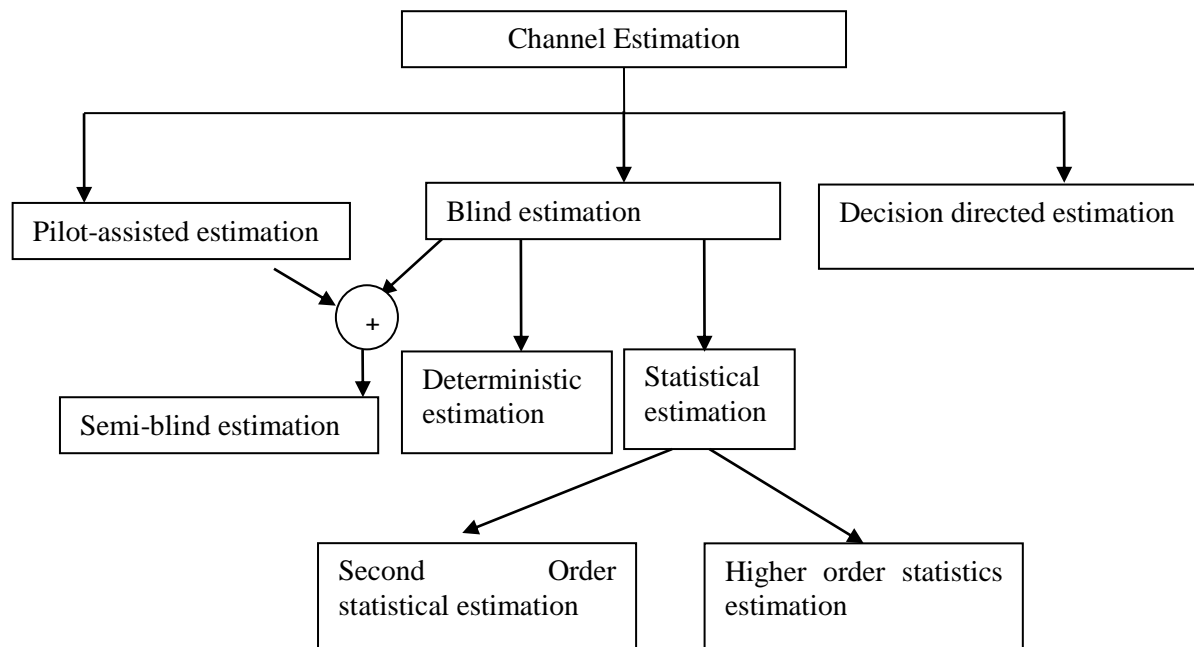 Channel Estimation
Pilot-assisted estimation
Blind estimation
Decision directed estimation
+
Semi-blind estimation
Deterministic
estimation
Statistical
estimation
Second Order
statistical estimation
Higher order statistics
estimation